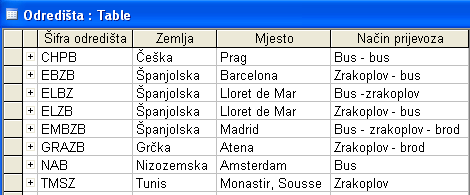 Odredišta : Table
Šifra odredišta Zemlja Mjesto Način prijevoza
+ CHPB Češka Prag Bus - bus
+ EBZB Španjolska Barcelona Zrakoplov - bus
+ ELBZ Španjolska Lloret de Mar Bus -zrakoplov
+ ELZB Španjolska Lloret de Mar Zrakoplov - bus
+ EMBZB Španjolska Madrid Bus - zrakoplov - brod
+ GRAZB Grčka Atena Zrakoplov - brod
+ NAB Nizozemska Amsterdam Bus
+ TMSZ Tunis Monastir, Sousse Zrakoplov